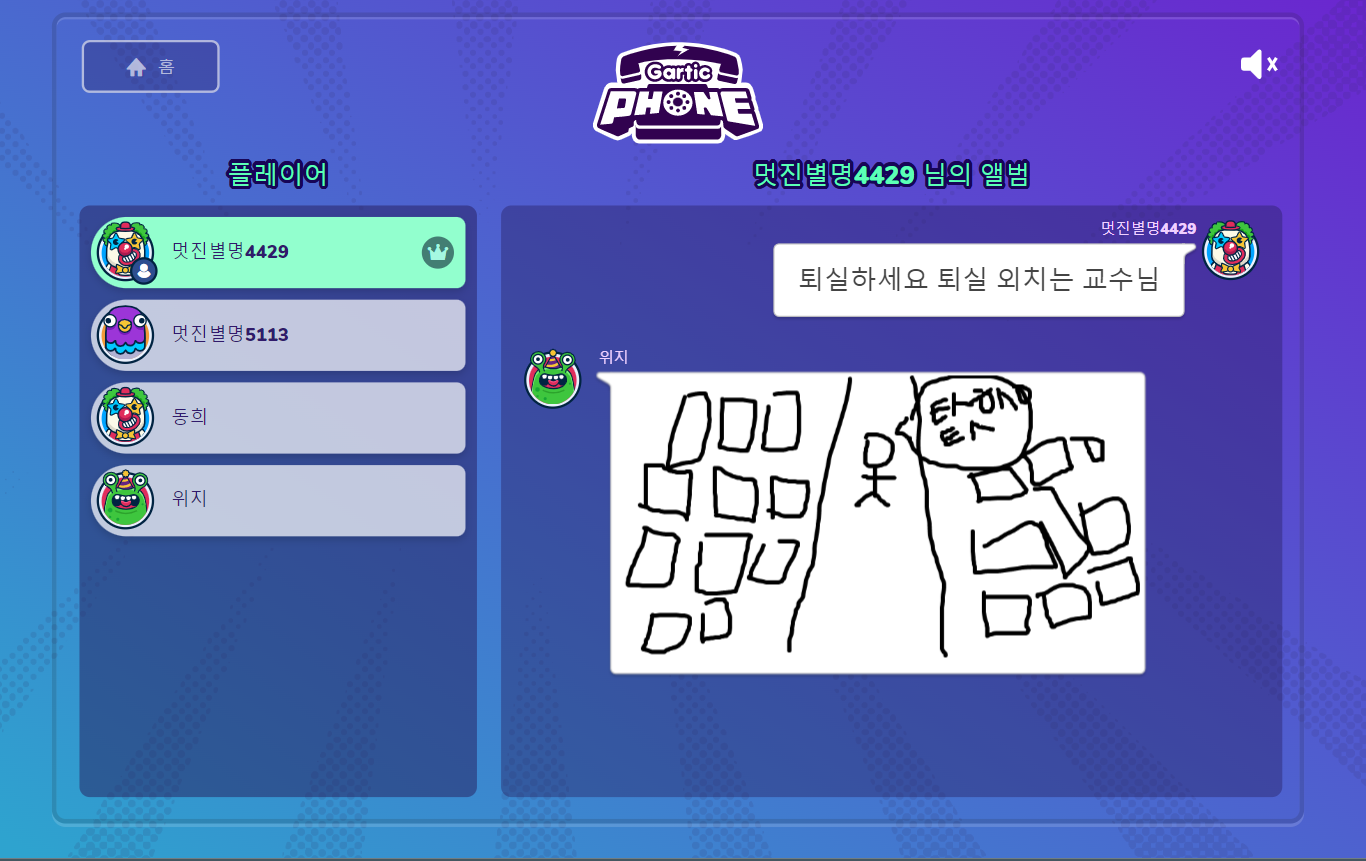 홈
Gartic
PHONE
플레이어
멋진별명4429 님의 앨범
멋진별명4429
멋진별명5113
동희
위지
멋진별명4429
퇴실하세요 퇴실 외치는 교수님
위지